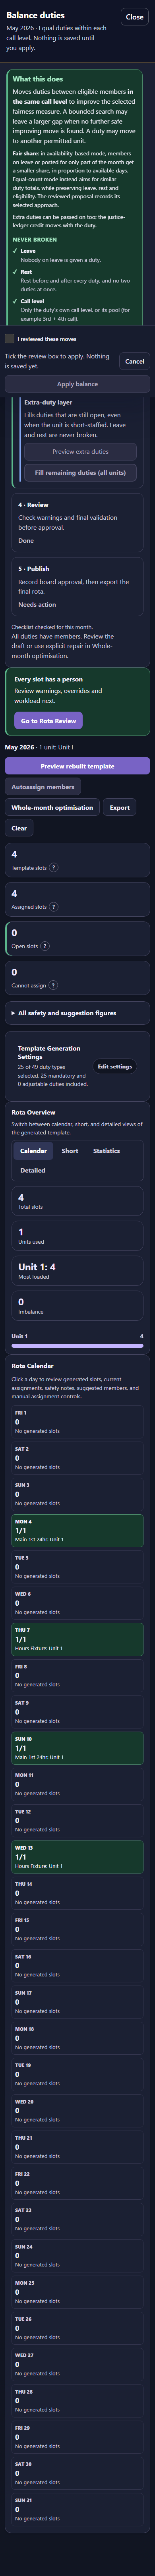 Balance duties
May 2026 · Equal duties within each
call level. Nothing is saved until
you apply.
Close
What this does
Moves duties between eligible members in
the same call level to improve the selected
fairness measure. A bounded search may
leave a larger gap when no further safe
improving move is found. A duty may move
to another permitted unit.
Fair share: in availability-based mode, members
on leave or posted for only part of the month get
a smaller share, in proportion to available days.
Equal-count mode instead aims for identical
duty totals, while preserving leave, rest and
eligibility. The reviewed proposal records its
selected approach.
Extra duties can be passed on too: the justice-
ledger credit moves with the duty.
NEVER BROKEN
✓ Leave
Nobody on leave is given a duty.
✓ Rest
Rest before and after every duty, and no two
duties at once.
✓ Call level
Only the duty's own call level, or its pool (for
example 3rd + 4th call).
I reviewed these moves
Tick the review box to apply. Nothing
is saved yet.
Cancel
Apply balance
Extra-duty layer
Fills duties that are still open, even
when the unit is short-staffed. Leave
and rest are never broken.
Preview extra duties
Fill remaining duties (all units)
4 · Review
Check warnings and final validation
before approval.
Done
5 · Publish
Record board approval, then export the
final rota.
Needs action
Checklist checked for this month.
All duties have members. Review the
draft or use explicit repair in Whole-
month optimisation.
Every slot has a person
Review warnings, overrides and
workload next.
Go to Rota Review
May 2026 · 1 unit: Unit I
Preview rebuilt template
Autoassign members
Whole-month optimisation
Export
Clear
4
Template slots ?
4
Assigned slots ?
0
Open slots ?
0
Cannot assign ?
▶ All safety and suggestion figures
Template Generation
Settings
25 of 49 duty types
selected, 25 mandatory and
0 adjustable duties included.
Edit settings
Rota Overview
Switch between calendar, short, and detailed views of
the generated template.
Calendar
Short
Statistics
Detailed
4
Total slots
1
Units used
Unit 1: 4
Most loaded
0
Imbalance
Unit 1
4
Rota Calendar
Click a day to review generated slots, current
assignments, safety notes, suggested members, and
manual assignment controls.
FRI 1
0
No generated slots
SAT 2
0
No generated slots
SUN 3
0
No generated slots
MON 4
1/1
Main 1st 24hr: Unit 1
TUE 5
0
No generated slots
WED 6
0
No generated slots
THU 7
1/1
Hours Fixture: Unit 1
FRI 8
0
No generated slots
SAT 9
0
No generated slots
SUN 10
1/1
Main 1st 24hr: Unit 1
MON 11
0
No generated slots
TUE 12
0
No generated slots
WED 13
1/1
Hours Fixture: Unit 1
THU 14
0
No generated slots
FRI 15
0
No generated slots
SAT 16
0
No generated slots
SUN 17
0
No generated slots
MON 18
0
No generated slots
TUE 19
0
No generated slots
WED 20
0
No generated slots
THU 21
0
No generated slots
FRI 22
0
No generated slots
SAT 23
0
No generated slots
SUN 24
0
No generated slots
MON 25
0
No generated slots
TUE 26
0
No generated slots
WED 27
0
No generated slots
THU 28
0
No generated slots
FRI 29
0
No generated slots
SAT 30
0
No generated slots
SUN 31
0
No generated slots